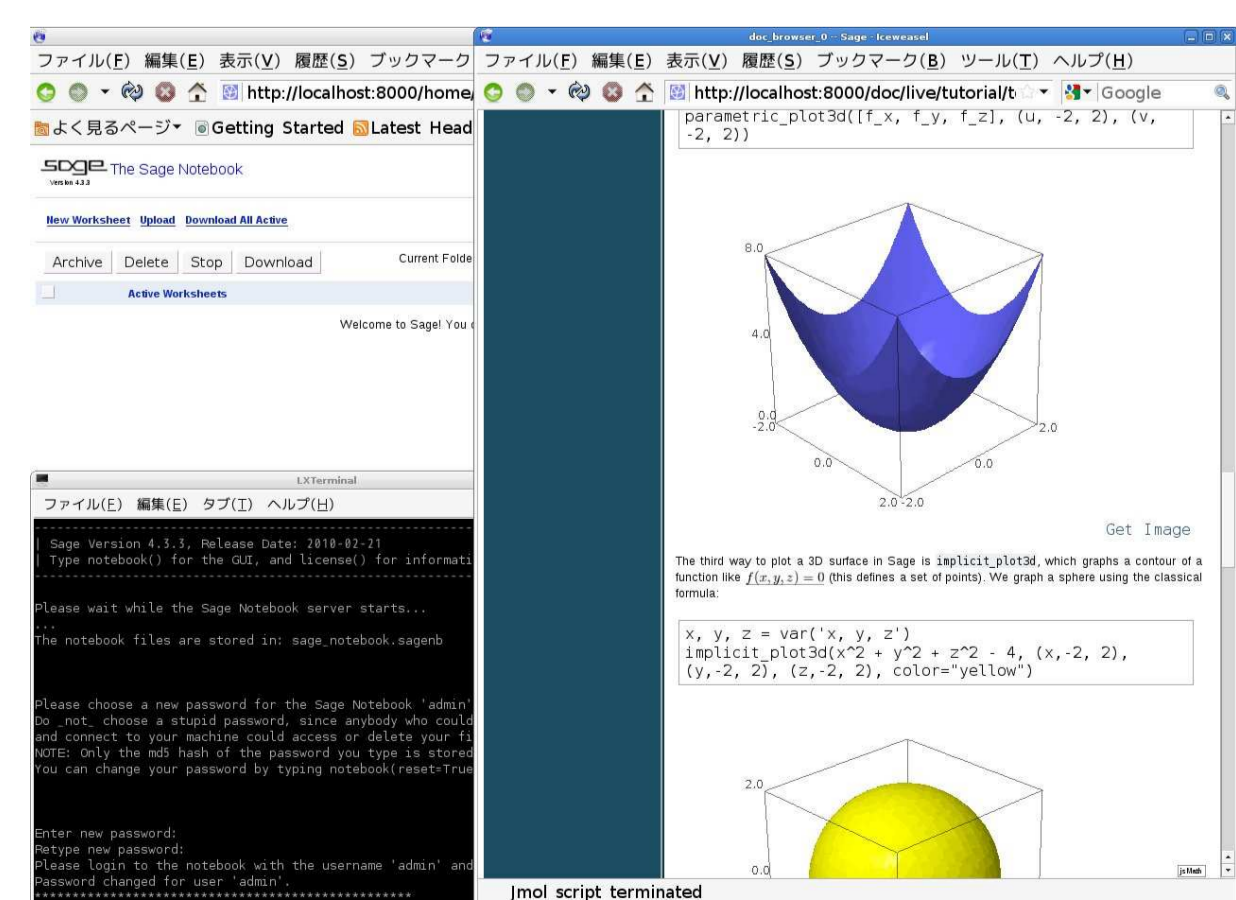 ファイル(F) 編集(E) 表示(V) 履歴(S) ブックマーク
http://localhost:8000/home/
よく見るページ Getting Started Latest Head
SAGE The Sage Notebook
Version 4.3.3
New Worksheet Upload Download All Active
Archive Delete Stop Download Current Folde
Active Worksheets
Welcome to Sage! You
LXTerminal
ファイル(F) 編集(E) タブ(T) ヘルプ(H)
----------------------------------------------------------------------
| Sage Version 4.3.3, Release Date: 2010-02-21
| Type notebook() for the GUI, and license() for informati
----------------------------------------------------------------------
Please wait while the Sage Notebook server starts...
...
The notebook files are stored in: sage_notebook.sagenb
Please choose a new password for the Sage Notebook 'admin'
Do _not_ choose a stupid password, since anybody who could
and connect to your machine could access or delete your fi
NOTE: Only the md5 hash of the password you type is stored
You can change your password by typing notebook(reset=True
Enter new password:
Retype new password:
Please login to the notebook with the username 'admin' and
Password changed for user 'admin'.
**************************************************
doc_browser_0 -- Sage - Iceweasel
ファイル(F) 編集(E) 表示(V) 履歴(S) ブックマーク(B) ツール(T) ヘルプ(H)
http://localhost:8000/doc/live/tutorial/t Google
parametric_plot3d([f_x, f_y, f_z], (u, -2, 2), (v,
-2, 2))
8.0
4.0
0.0
-2.0 2.0
0.0 0.0
2.0 -2.0
Get Image
The third way to plot a 3D surface in Sage is implicit_plot3d, which graphs a contour of a
function like f(x, y, z) = 0 (this defines a set of points). We graph a sphere using the classical
formula:
x, y, z = var('x, y, z')
implicit_plot3d(x^2 + y^2 + z^2 - 4, (x,-2, 2),
(y,-2, 2), (z,-2, 2), color="yellow")
2.0
0.0
jsMath
Jmol script terminated